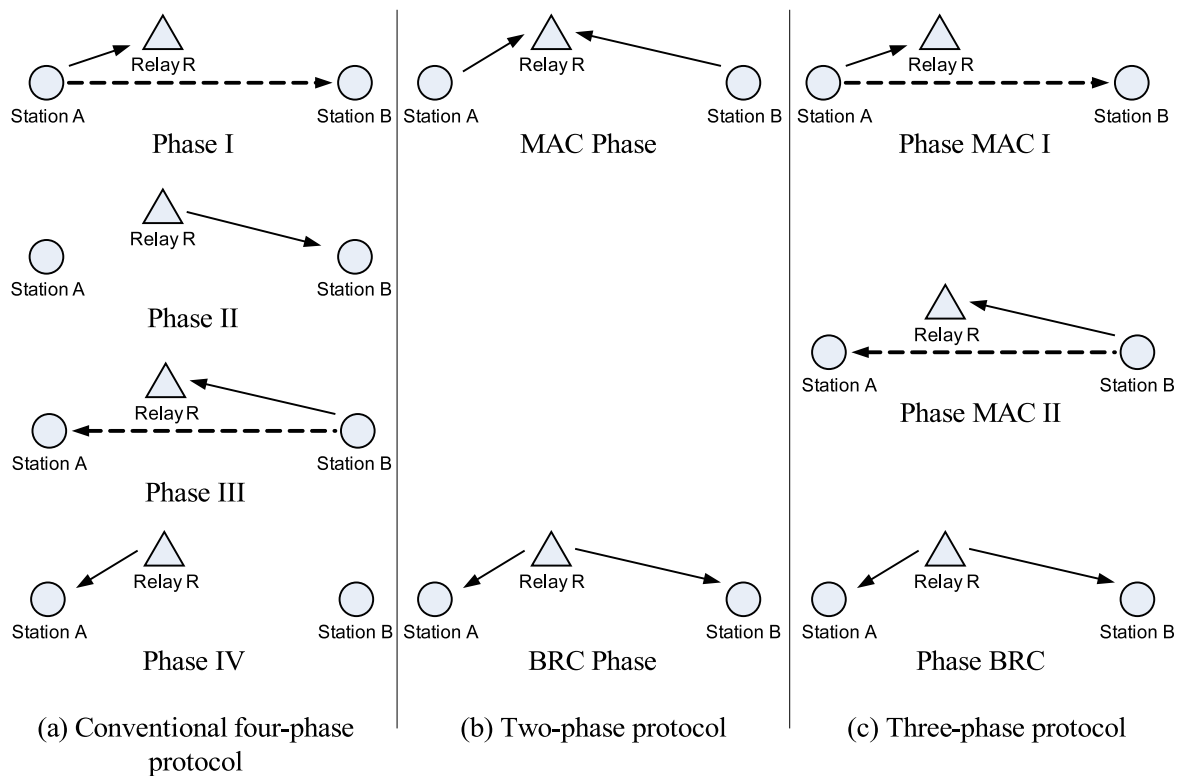 Relay R
Station A
Station B
Phase I
Relay R
Station A
Station B
Phase II
Relay R
Station A
Station B
Phase III
Relay R
Station A
Station B
Phase IV
(a) Conventional four-phase
protocol
Relay R
Station A
Station B
MAC Phase
Relay R
Station A
Station B
BRC Phase
(b) Two-phase protocol
Relay R
Station A
Station B
Phase MAC I
Relay R
Station A
Station B
Phase MAC II
Relay R
Station A
Station B
Phase BRC
(c) Three-phase protocol